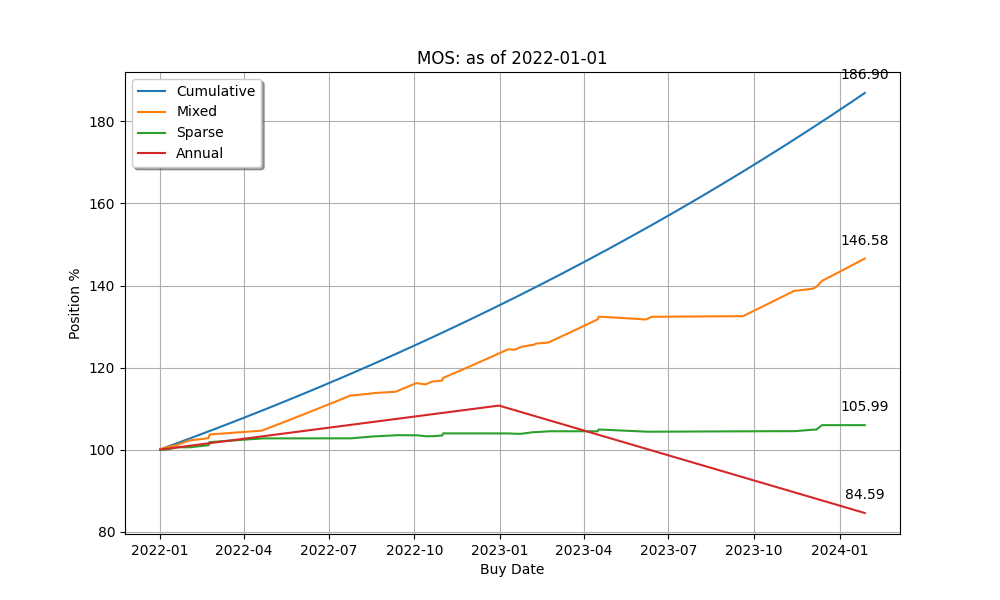 MOS: as of 2022-01-01
186.90
Cumulative
Mixed
Sparse
Annual
180
160
146.58
140
Position %
120
105.99
100
84.59
80
2022-01 2022-04 2022-07 2022-10 2023-01 2023-04 2023-07 2023-10 2024-01
Buy Date